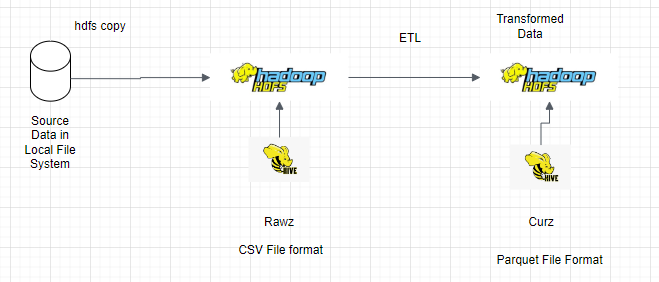 hdfs copy
Transformed
Data
ETL
hadoop
HDFS
hadoop
HDFS
Source
Data in
Local File
System
HIVE
HIVE
Rawz
Curz
CSV File format
Parquet File Format